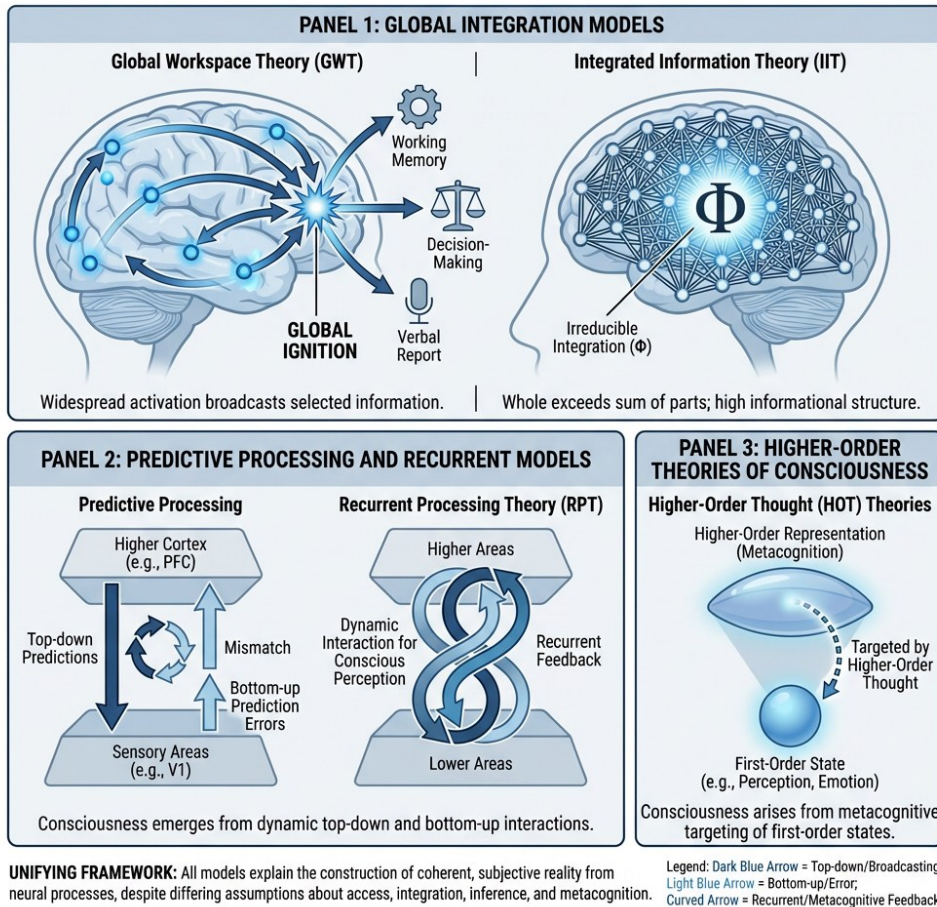 PANEL 1: GLOBAL INTEGRATION MODELS
Global Workspace Theory (GWT)
Working
Memory
Decision-
Making
Verbal
Report
GLOBAL
IGNITION
Widespread activation broadcasts selected information.
Integrated Information Theory (IIT)
Φ
Irreducible
Integration (Φ)
Whole exceeds sum of parts; high informational structure.
PANEL 2: PREDICTIVE PROCESSING AND RECURRENT MODELS
Predictive Processing
Higher Cortex
(e.g., PFC)
Top-down
Predictions
Mismatch
Bottom-up
Prediction
Errors
Sensory Areas
(e.g., V1)
Recurrent Processing Theory (RPT)
Higher Areas
Dynamic
Interaction for
Conscious
Perception
Recurrent
Feedback
Lower Areas
Consciousness emerges from dynamic top-down and bottom-up interactions.
PANEL 3: HIGHER-ORDER
THEORIES OF CONSCIOUSNESS
Higher-Order Thought (HOT) Theories
Higher-Order Representation
(Metacognition)
Targeted by
Higher-Order
Thought
First-Order State
(e.g., Perception, Emotion)
Consciousness arises from metacognitive
targeting of first-order states.
UNIFYING FRAMEWORK: All models explain the construction of coherent, subjective reality from
neural processes, despite differing assumptions about access, integration, inference, and metacognition.
Legend: Dark Blue Arrow = Top-down/Broadcasting
Light Blue Arrow = Bottom-up/Error;
Curved Arrow = Recurrent/Metacognitive Feedback